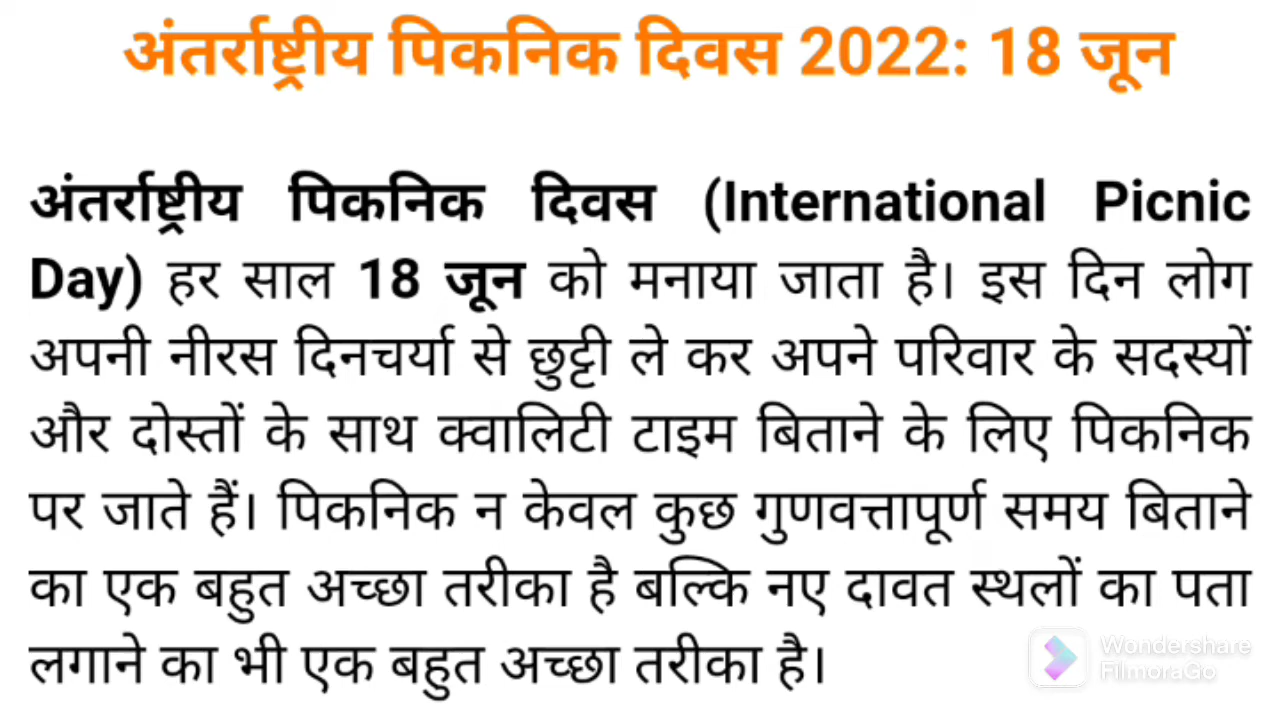 अंतर्राष्ट्रीय पिकनिक दिवस 2022: 18 जून
अंतर्राष्ट्रीय पिकनिक दिवस (International Picnic
Day) हर साल 18 जून को मनाया जाता है। इस दिन लोग
अपनी नीरस दिनचर्या से छुट्टी ले कर अपने परिवार के सदस्यों
और दोस्तों के साथ क्वालिटी टाइम बिताने के लिए पिकनिक
पर जाते हैं। पिकनिक न केवल कुछ गुणवत्तापूर्ण समय बिताने
का एक बहुत अच्छा तरीका है बल्कि नए दावत स्थलों का पता
लगाने का भी एक बहुत अच्छा तरीका है।
Wondershare
FilmoraGo